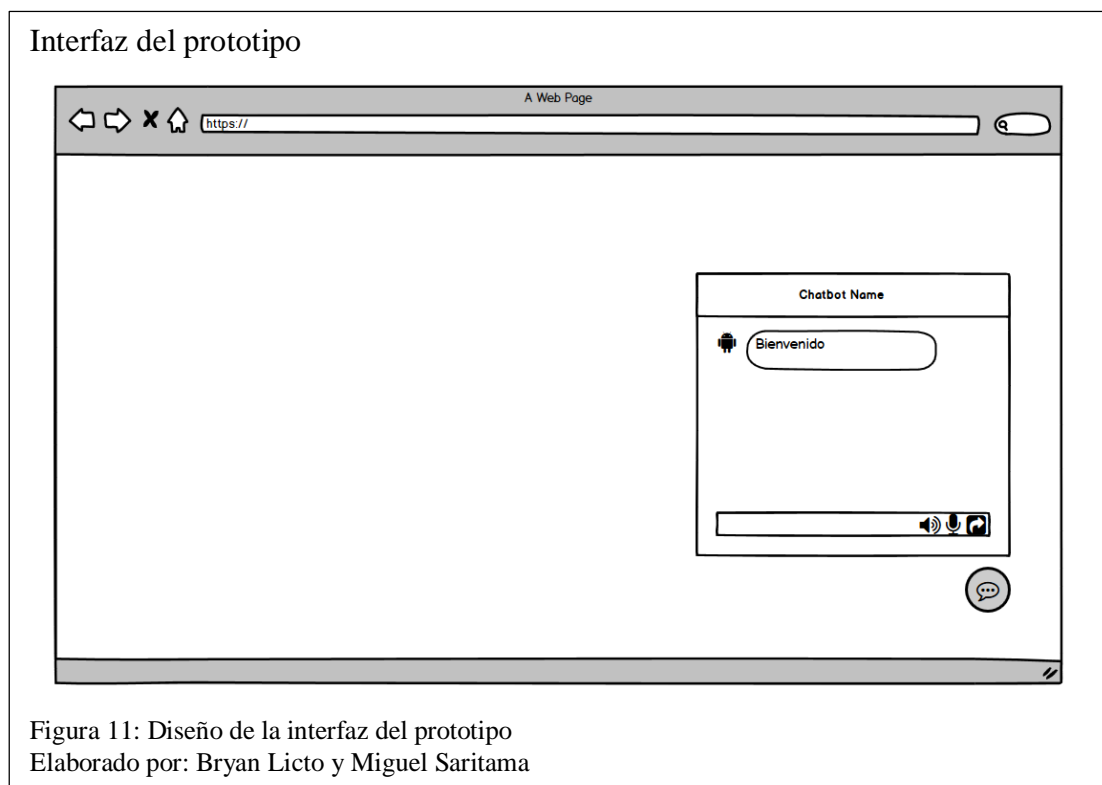 Interfaz del prototipo
A Web Page
https://
Chatbot Name
Bienvenido
Figura 11: Diseño de la interfaz del prototipo
Elaborado por: Bryan Licto y Miguel Saritama